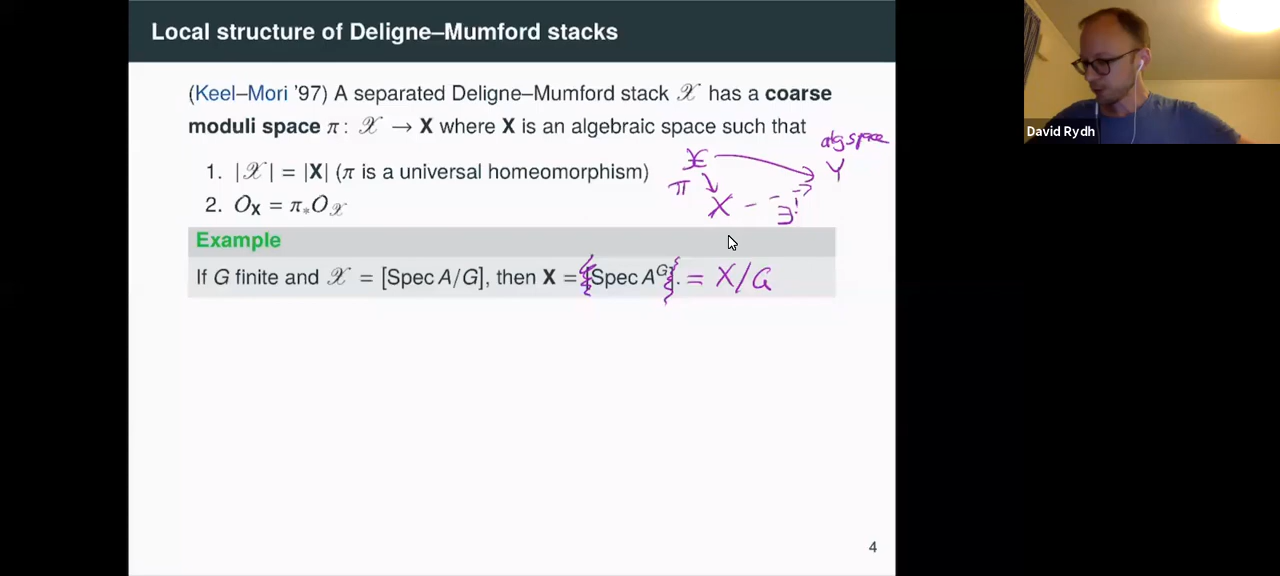 Local structure of Deligne–Mumford stacks
(Keel–Mori '97) A separated Deligne–Mumford stack 𝒳 has a coarse
moduli space π: 𝒳 → X where X is an algebraic space such that
alg space
1. |𝒳| = |X| (π is a universal homeomorphism)
𝒳 Y
π
2. O_X = π_*O_𝒳
X ∃!
Example
If G finite and 𝒳 = [Spec A/G], then X = Spec A^G. = X/G
4
David Rydh